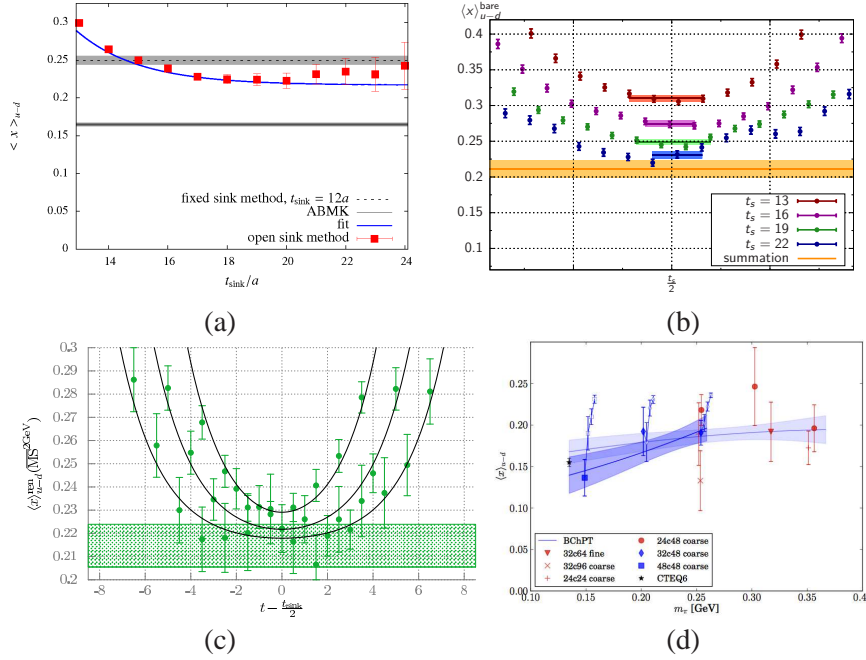 0.3
0.25
0.2
0.15
0.1
0.05
0
< x >u−d
fixed sink method, tsink = 12a
ABMK
fit
open sink method
14 16 18 20 22 24
tsink/a
(a)
⟨x⟩u−d^bare
0.4
0.35
0.3
0.25
0.2
0.15
0.1
ts = 13
ts = 16
ts = 19
ts = 22
summation
ts/2
(b)
0.3
0.29
0.28
0.27
0.26
0.25
0.24
0.23
0.22
0.21
0.2
⟨x⟩u−d^ren(MS^2GeV)
-8 -6 -4 -2 0 2 4 6 8
t − tsink/2
(c)
0.25
0.20
0.15
0.10
0.05
0.00
⟨x⟩u−d
BChPT
32c64 fine
32c96 coarse
24c24 coarse
24c48 coarse
32c48 coarse
48c48 coarse
CTEQ6
0.1 0.15 0.2 0.25 0.3 0.35 0.4
mπ [GeV]
(d)